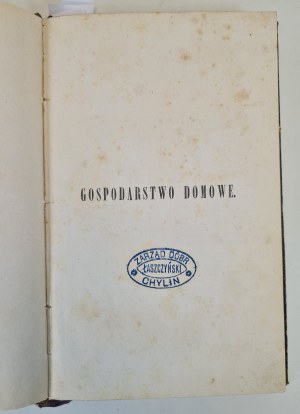 GOSPODARSTWO DOMOWE.
ZARZĄD DÓBR
ŁASZCZYŃSKI
CHYLIN